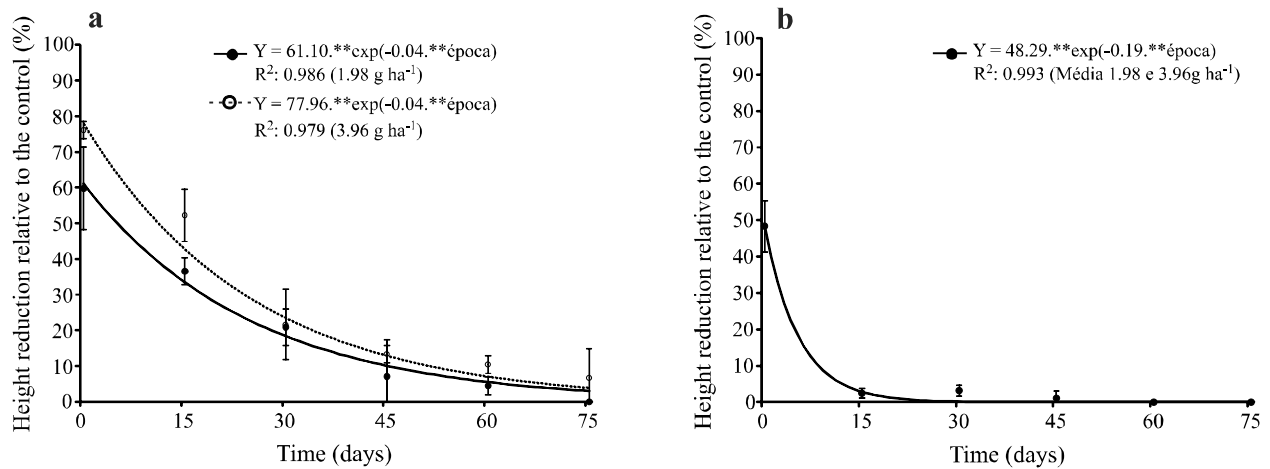 a
Y = 61.10.**cxp(-0.04.**época)
R²: 0.986 (1.98 g ha⁻¹)
Y = 77.96.**exp(-0.04.**época)
R²: 0.979 (3.96 g ha⁻¹)
Height reduction relative to the control (%)
100
90
80
70
60
50
40
30
20
10
0
0 15 30 45 60 75
Time (days)
b
Y = 48.29.**exp(-0.19.**época)
R²: 0.993 (Média 1.98 e 3.96g ha⁻¹)
Height reduction relative to the control (%)
100
90
80
70
60
50
40
30
20
10
0
0 15 30 45 60 75
Time (days)